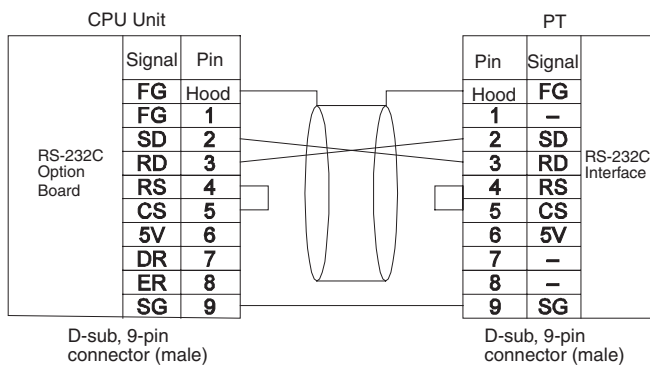 CPU Unit
PT
Signal Pin
Pin Signal
FG Hood
Hood FG
FG 1
1 –
SD 2
2 SD
RD 3
3 RD
RS 4
4 RS
CS 5
5 CS
5V 6
6 5V
DR 7
7 –
ER 8
8 –
SG 9
9 SG
RS-232C
Option
Board
RS-232C
Interface
D-sub, 9-pin
connector (male)
D-sub, 9-pin
connector (male)